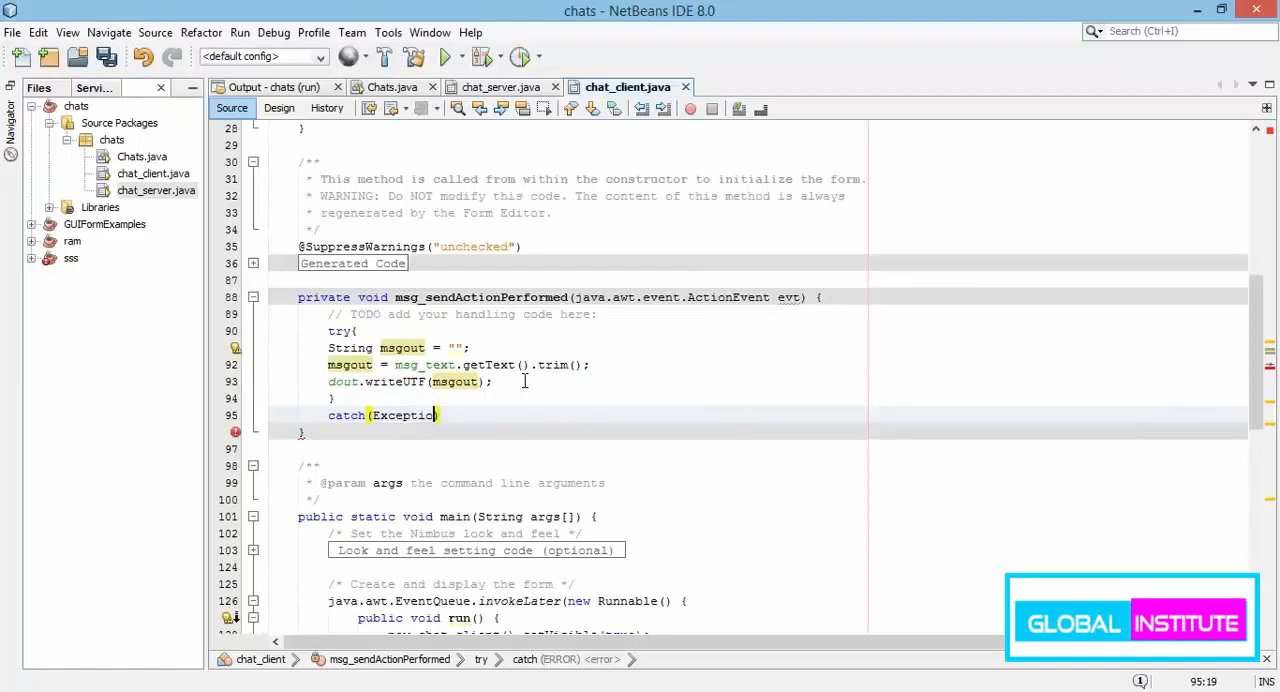 chats - NetBeans IDE 8.0
File Edit View Navigate Source Refactor Run Debug Profile Team Tools Window Help
Search (Ctrl+I)
<default config>
Files Servi...
Output - chats (run) Chats.java chat_server.java chat_client.java
Source Design History
Navigator
chats
Source Packages
chats
Chats.java
chat_client.java
chat_server.java
Libraries
GUIFormExamples
ram
sss
28 }
29
30 /**
31 * This method is called from within the constructor to initialize the form.
32 * WARNING: Do NOT modify this code. The content of this method is always
33 * regenerated by the Form Editor.
34 */
35 @SuppressWarnings("unchecked")
36 Generated Code
87
88 private void msg_sendActionPerformed(java.awt.event.ActionEvent evt) {
89 // TODO add your handling code here:
90 try{
String msgout = "";
92 msgout = msg_text.getText().trim();
93 dout.writeUTF(msgout);
94 }
95 catch(Exceptio)
}
97
98 /**
99 * @param args the command line arguments
100 */
101 public static void main(String args[]) {
102 /* Set the Nimbus look and feel */
103 Look and feel setting code (optional)
124
125 /* Create and display the form */
126 java.awt.EventQueue.invokeLater(new Runnable() {
public void run() {
new chat_client().setVisible(true);
GLOBAL INSTITUTE
chat_client msg_sendActionPerformed try catch (ERROR) <error>
1 95:19 INS